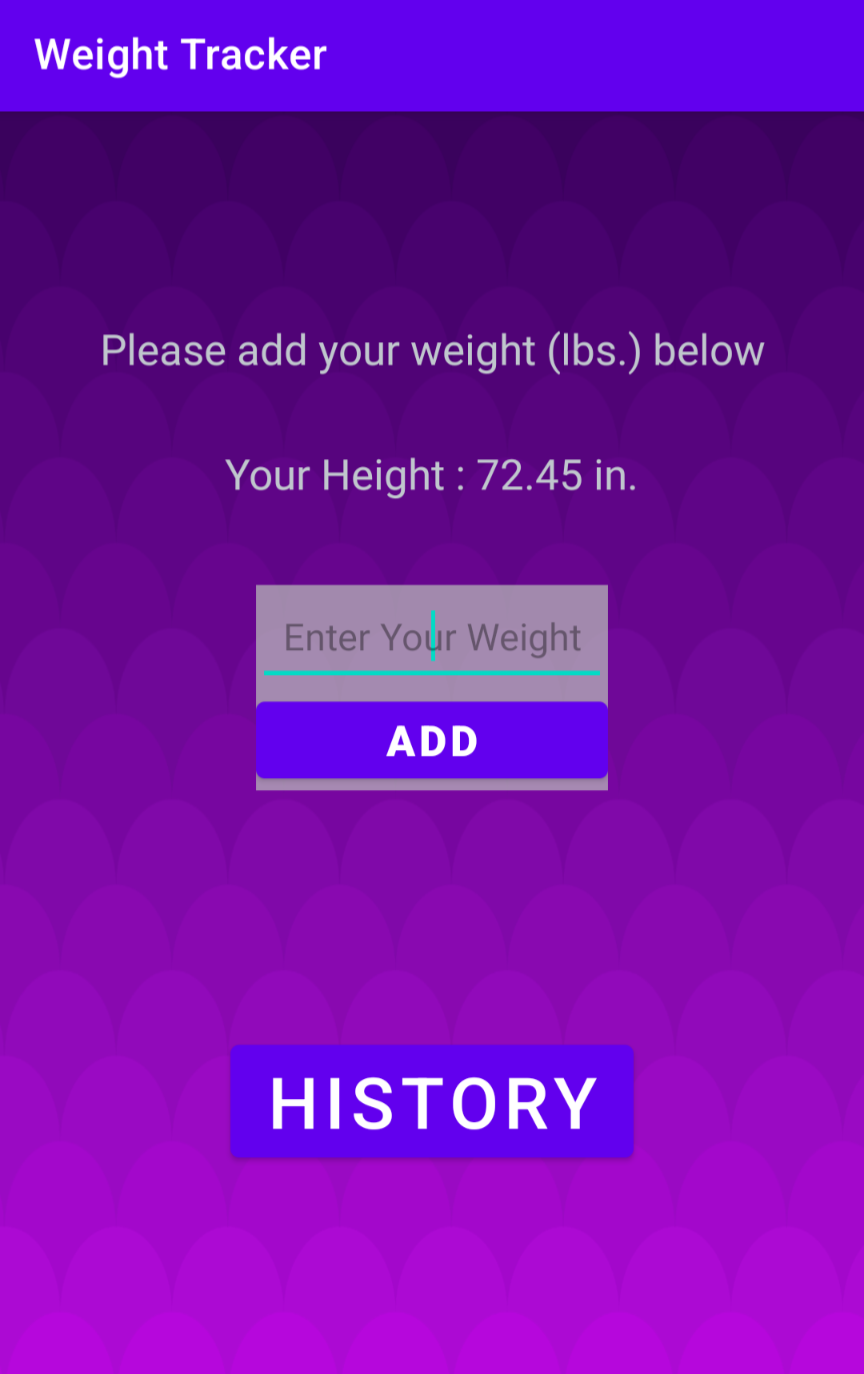 Weight Tracker
Please add your weight (lbs.) below
Your Height : 72.45 in.
Enter Your Weight
ADD
HISTORY